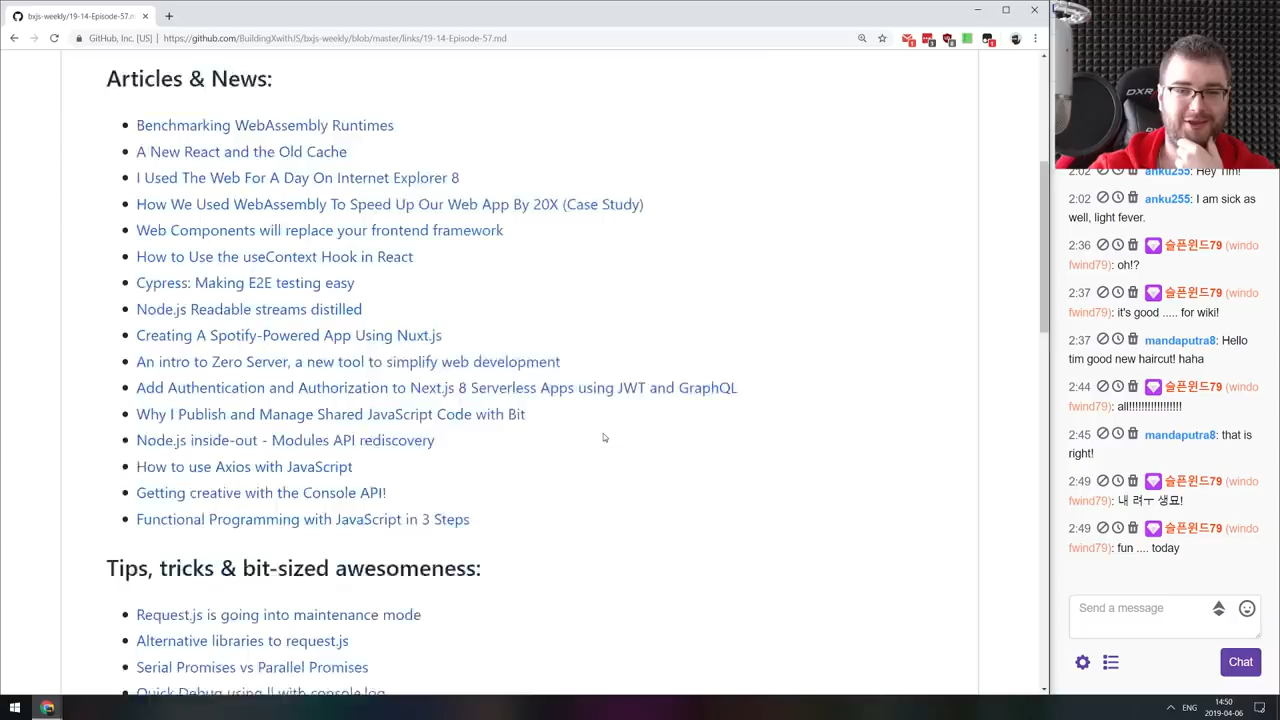 bxjs-weekly/19-14-Episode-57.m
GitHub, Inc. [US] | https://github.com/BuildingXwithJS/bxjs-weekly/blob/master/links/19-14-Episode-57.md
Articles & News:
Benchmarking WebAssembly Runtimes
A New React and the Old Cache
I Used The Web For A Day On Internet Explorer 8
How We Used WebAssembly To Speed Up Our Web App By 20X (Case Study)
Web Components will replace your frontend framework
How to Use the useContext Hook in React
Cypress: Making E2E testing easy
Node.js Readable streams distilled
Creating A Spotify-Powered App Using Nuxt.js
An intro to Zero Server, a new tool to simplify web development
Add Authentication and Authorization to Next.js 8 Serverless Apps using JWT and GraphQL
Why I Publish and Manage Shared JavaScript Code with Bit
Node.js inside-out - Modules API rediscovery
How to use Axios with JavaScript
Getting creative with the Console API!
Functional Programming with JavaScript in 3 Steps
Tips, tricks & bit-sized awesomeness:
Request.js is going into maintenance mode
Alternative libraries to request.js
Serial Promises vs Parallel Promises
Quick Debug using || with console.log
DXR
2:02 anku255: Hey Tim!
2:02 anku255: I am sick as
well, light fever.
2:36 슬픈윈드79 (windo
fwind79): oh!?
2:37 슬픈윈드79 (windo
fwind79): it's good ..... for wiki!
2:37 mandaputra8: Hello
tim good new haircut! haha
2:44 슬픈윈드79 (windo
fwind79): all!!!!!!!!!!!!!!!!
2:45 mandaputra8: that is
right!
2:49 슬픈윈드79 (windo
fwind79): 내 려ㅜ 생묘!
2:49 슬픈윈드79 (windo
fwind79): fun .... today
Send a message
Chat
ENG
14:50
2019-04-06